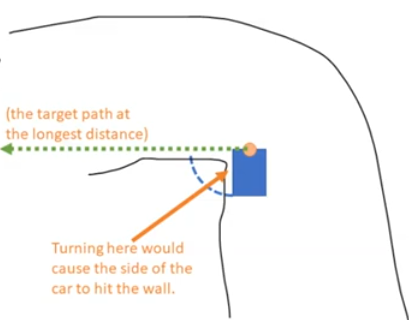 (the target path at
the longest distance)
Turning here would
cause the side of the
car to hit the wall.